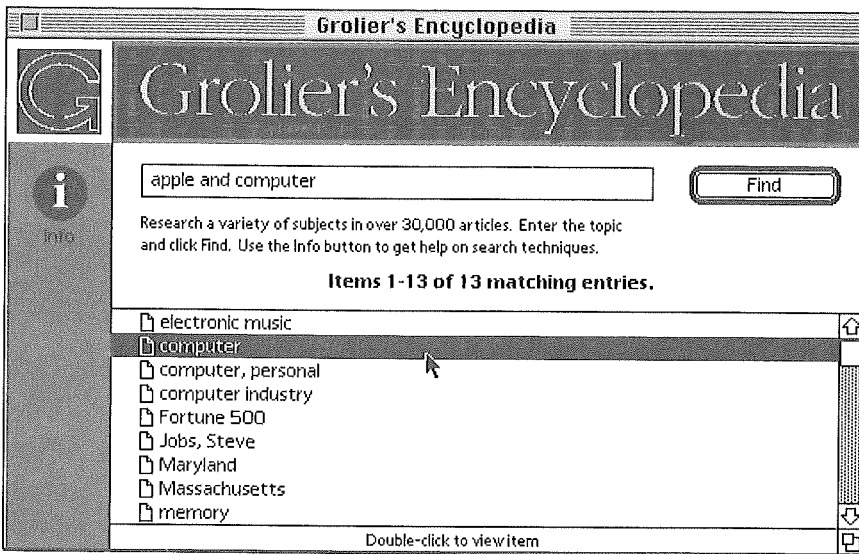 Grolier's Encyclopedia
G Grolier's Encyclopedia
i
Info
apple and computer
Find
Research a variety of subjects in over 30,000 articles. Enter the topic
and click Find. Use the Info button to get help on search techniques.
Items 1-13 of 13 matching entries.
electronic music
computer
computer, personal
computer industry
Fortune 500
Jobs, Steve
Maryland
Massachusetts
memory
Double-click to view item